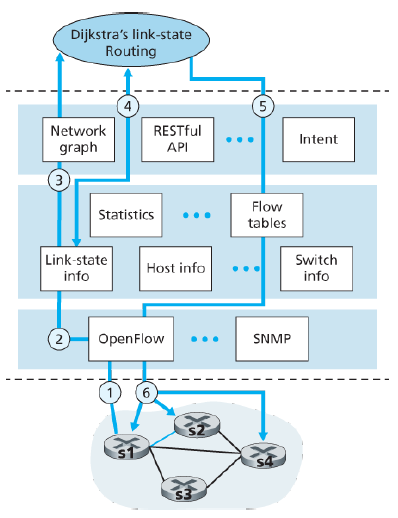 Dijkstra's link-state
Routing
4
5
Network
graph
RESTful
API
Intent
3
Statistics
Flow
tables
Link-state
info
Host info
Switch
info
2
OpenFlow
SNMP
1
6
s2
s1
s4
s3